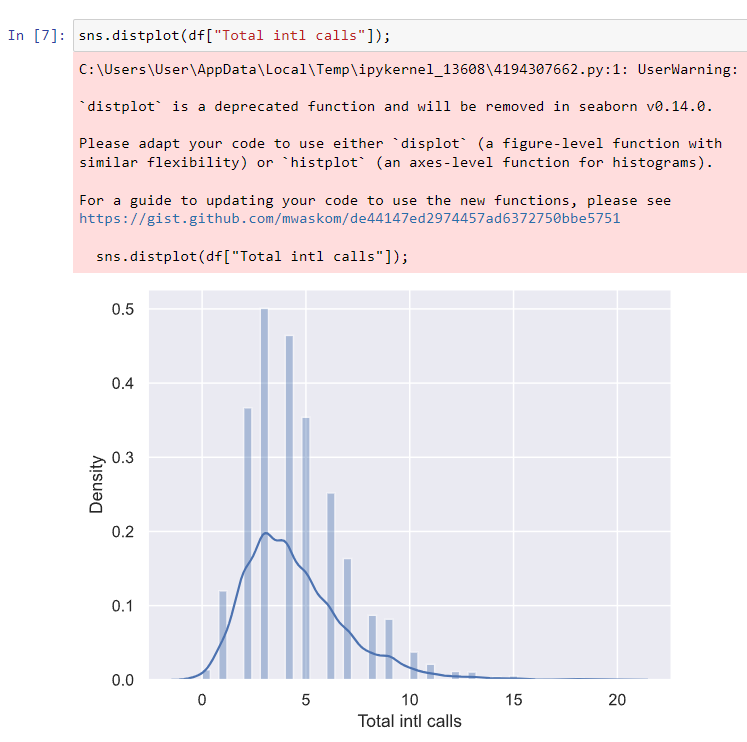 In [7]: sns.distplot(df["Total intl calls"]);
C:\Users\User\AppData\Local\Temp\ipykernel_13608\4194307662.py:1: UserWarning:
`distplot` is a deprecated function and will be removed in seaborn v0.14.0.
Please adapt your code to use either `displot` (a figure-level function with
similar flexibility) or `histplot` (an axes-level function for histograms).
For a guide to updating your code to use the new functions, please see
https://gist.github.com/mwaskom/de44147ed2974457ad6372750bbe5751
sns.distplot(df["Total intl calls"]);
0.5
0.4
0.3
0.2
0.1
0.0
Density
0 5 10 15 20
Total intl calls